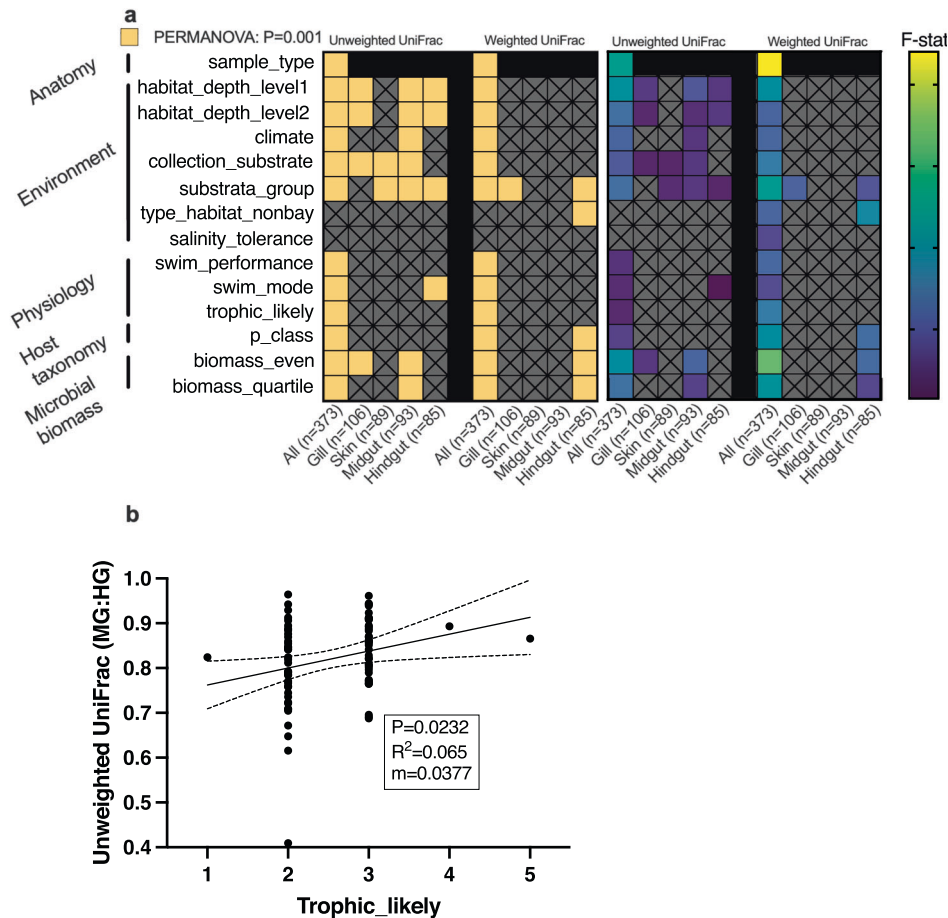 a
PERMANOVA: P=0.001
Unweighted UniFrac
Weighted UniFrac
Unweighted UniFrac
Weighted UniFrac
F-stat
Anatomy
Environment
Physiology
Host
taxonomy
Microbial
biomass
sample_type
habitat_depth_level1
habitat_depth_level2
climate
collection_substrate
substrata_group
type_habitat_nonbay
salinity_tolerance
swim_performance
swim_mode
trophic_likely
p_class
biomass_even
biomass_quartile
All (n=373)
Gill (n=106)
Skin (n=89)
Midgut (n=93)
Hindgut (n=85)
All (n=373)
Gill (n=106)
Skin (n=89)
Midgut (n=93)
Hindgut (n=85)
All (n=373)
Gill (n=106)
Skin (n=89)
Midgut (n=93)
Hindgut (n=85)
All (n=373)
Gill (n=106)
Skin (n=89)
Midgut (n=93)
Hindgut (n=85)
b
Unweighted UniFrac (MG:HG)
1.0
0.9
0.8
0.7
0.6
0.5
0.4
P=0.0232
R²=0.065
m=0.0377
1 2 3 4 5
Trophic_likely